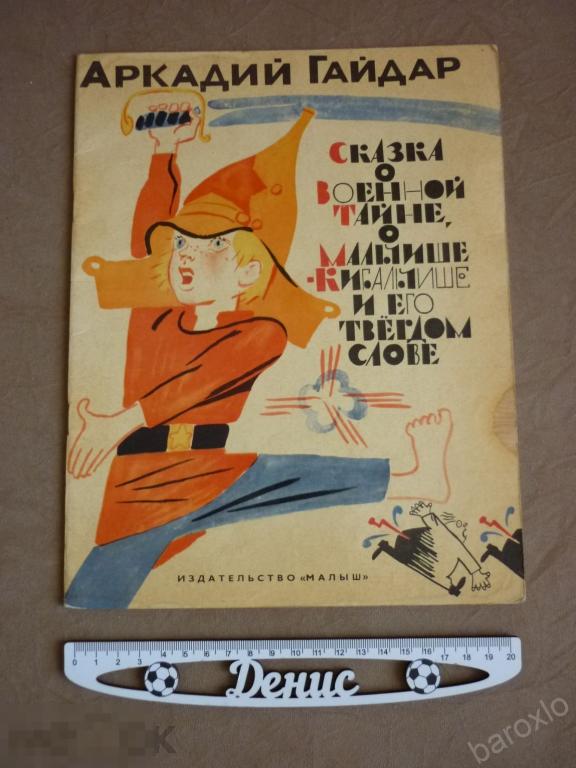 АРКАДИЙ ГАЙДАР
СКАЗКА
О
ВОЕННОЙ
ТАЙНЕ,
О
МАЛЬЧИШЕ
-КИБАЛЬЧИШЕ
И ЕГО
ТВЁРДОМ
СЛОВЕ
ИЗДАТЕЛЬСТВО «МАЛЫШ»
0 1 2 3 4 5 6 7 8 9 10 11 12 13 14 15 16 17 18 19 20
Денис
baroxlo